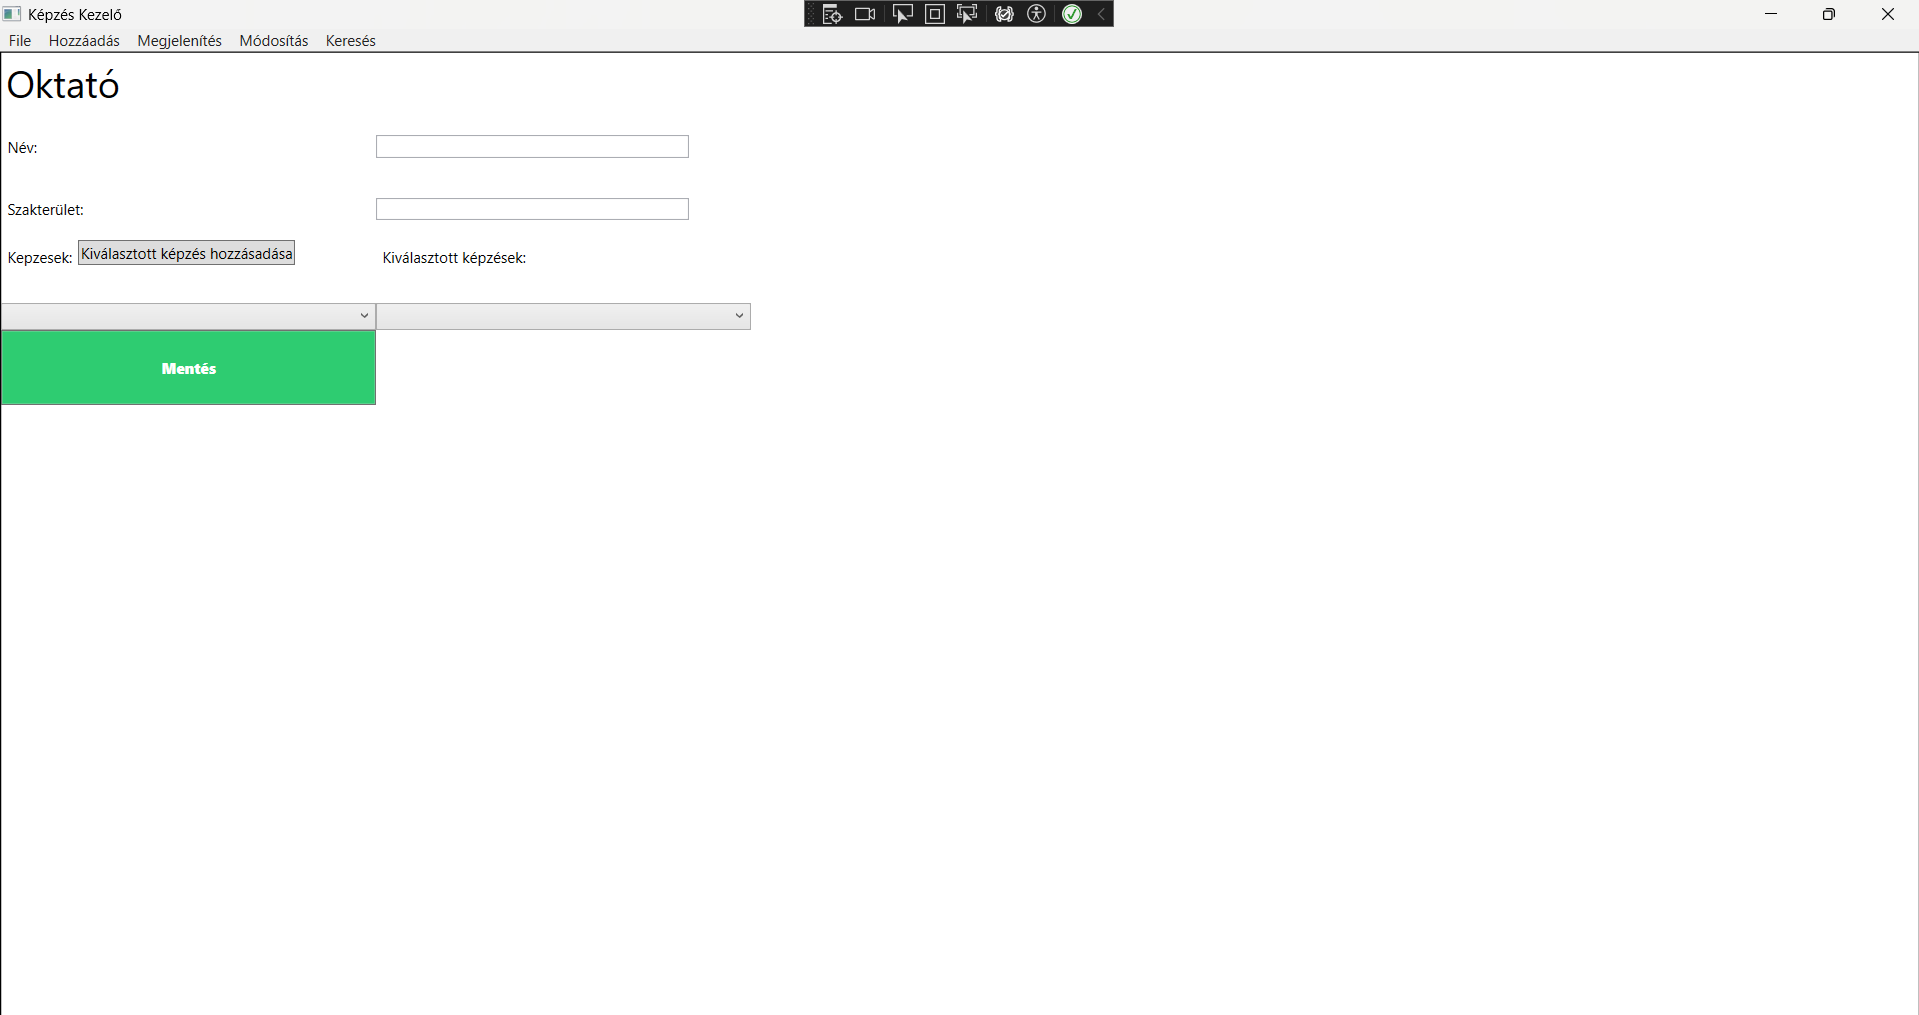 Képzés Kezelő
File Hozzáadás Megjelenítés Módosítás Keresés
Oktató
Név:
Szakterület:
Kepzesek: Kiválasztott képzés hozzásadása Kiválasztott képzések:
Mentés